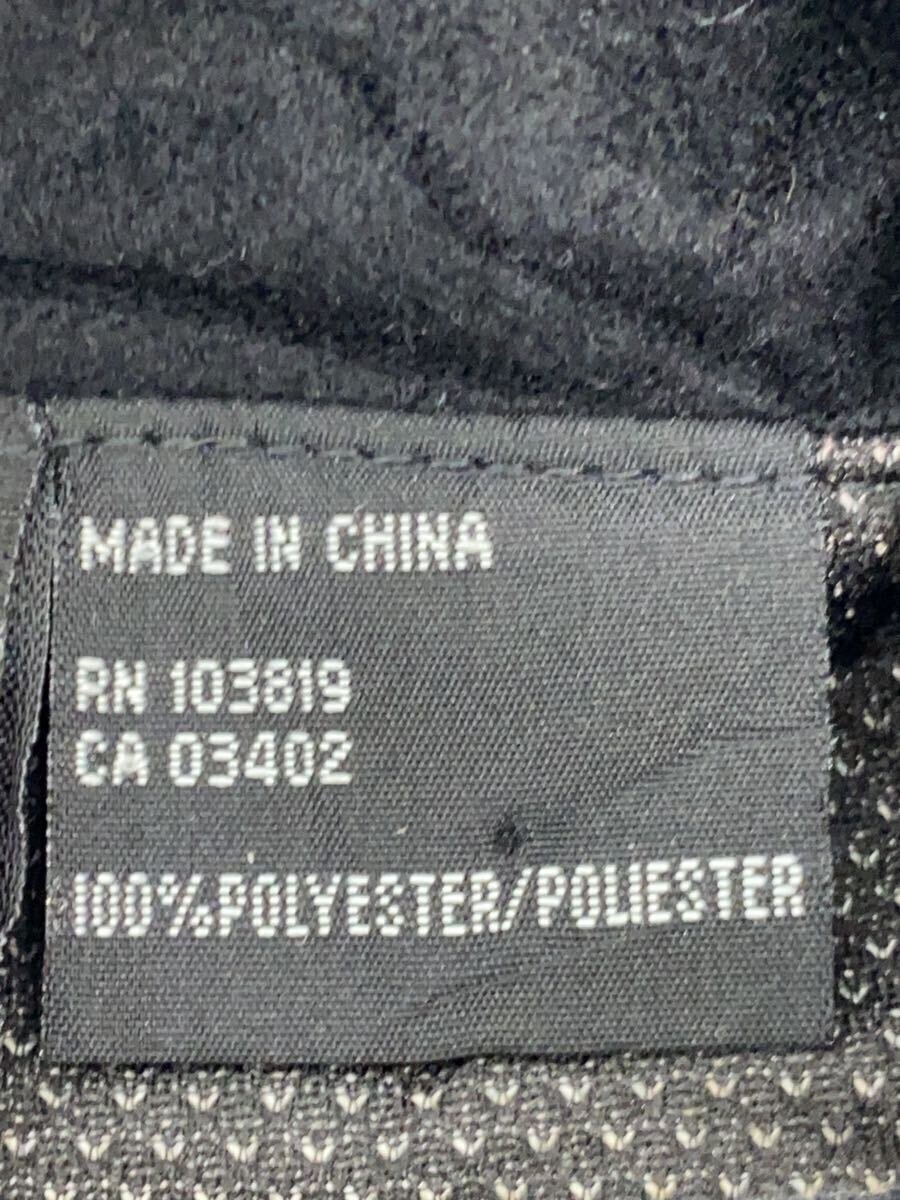 MADE IN CHINA
RN 103819
CA 03402
100%POLYESTER/POLIESTER